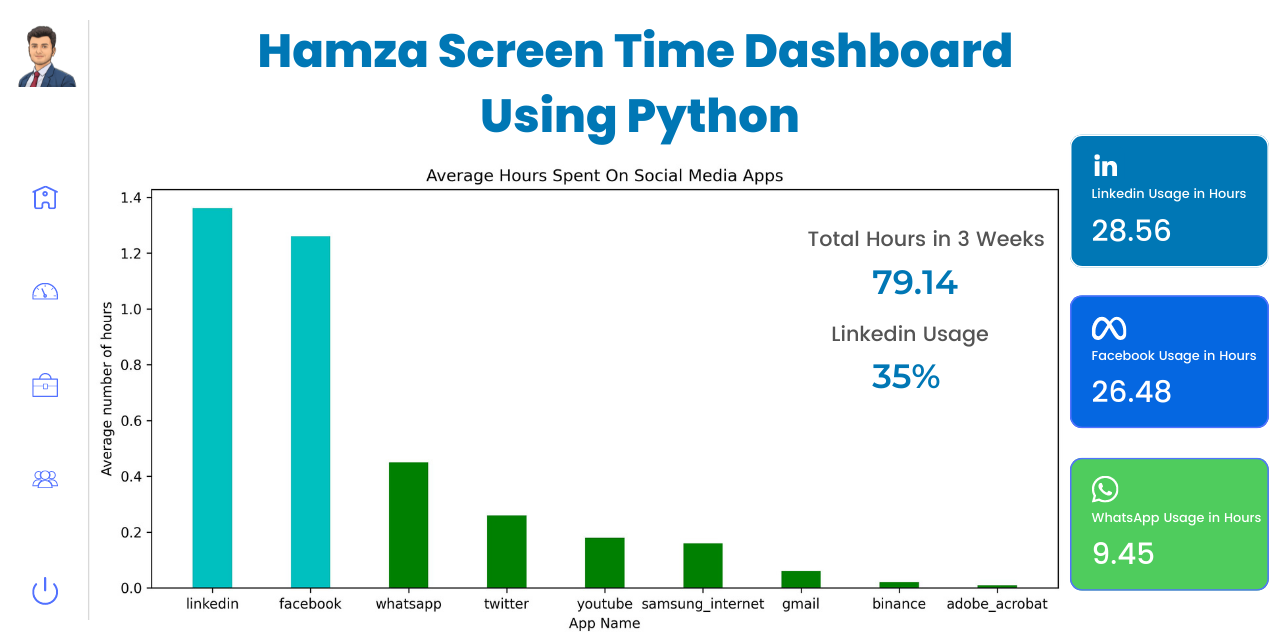 Hamza Screen Time Dashboard
Using Python
Average Hours Spent On Social Media Apps
Average number of hours
1.4
1.2
1.0
0.8
0.6
0.4
0.2
0.0
Total Hours in 3 Weeks
79.14
Linkedin Usage
35%
linkedin facebook whatsapp twitter youtube samsung_internet gmail binance adobe_acrobat
App Name
in
Linkedin Usage in Hours
28.56
Facebook Usage in Hours
26.48
WhatsApp Usage in Hours
9.45